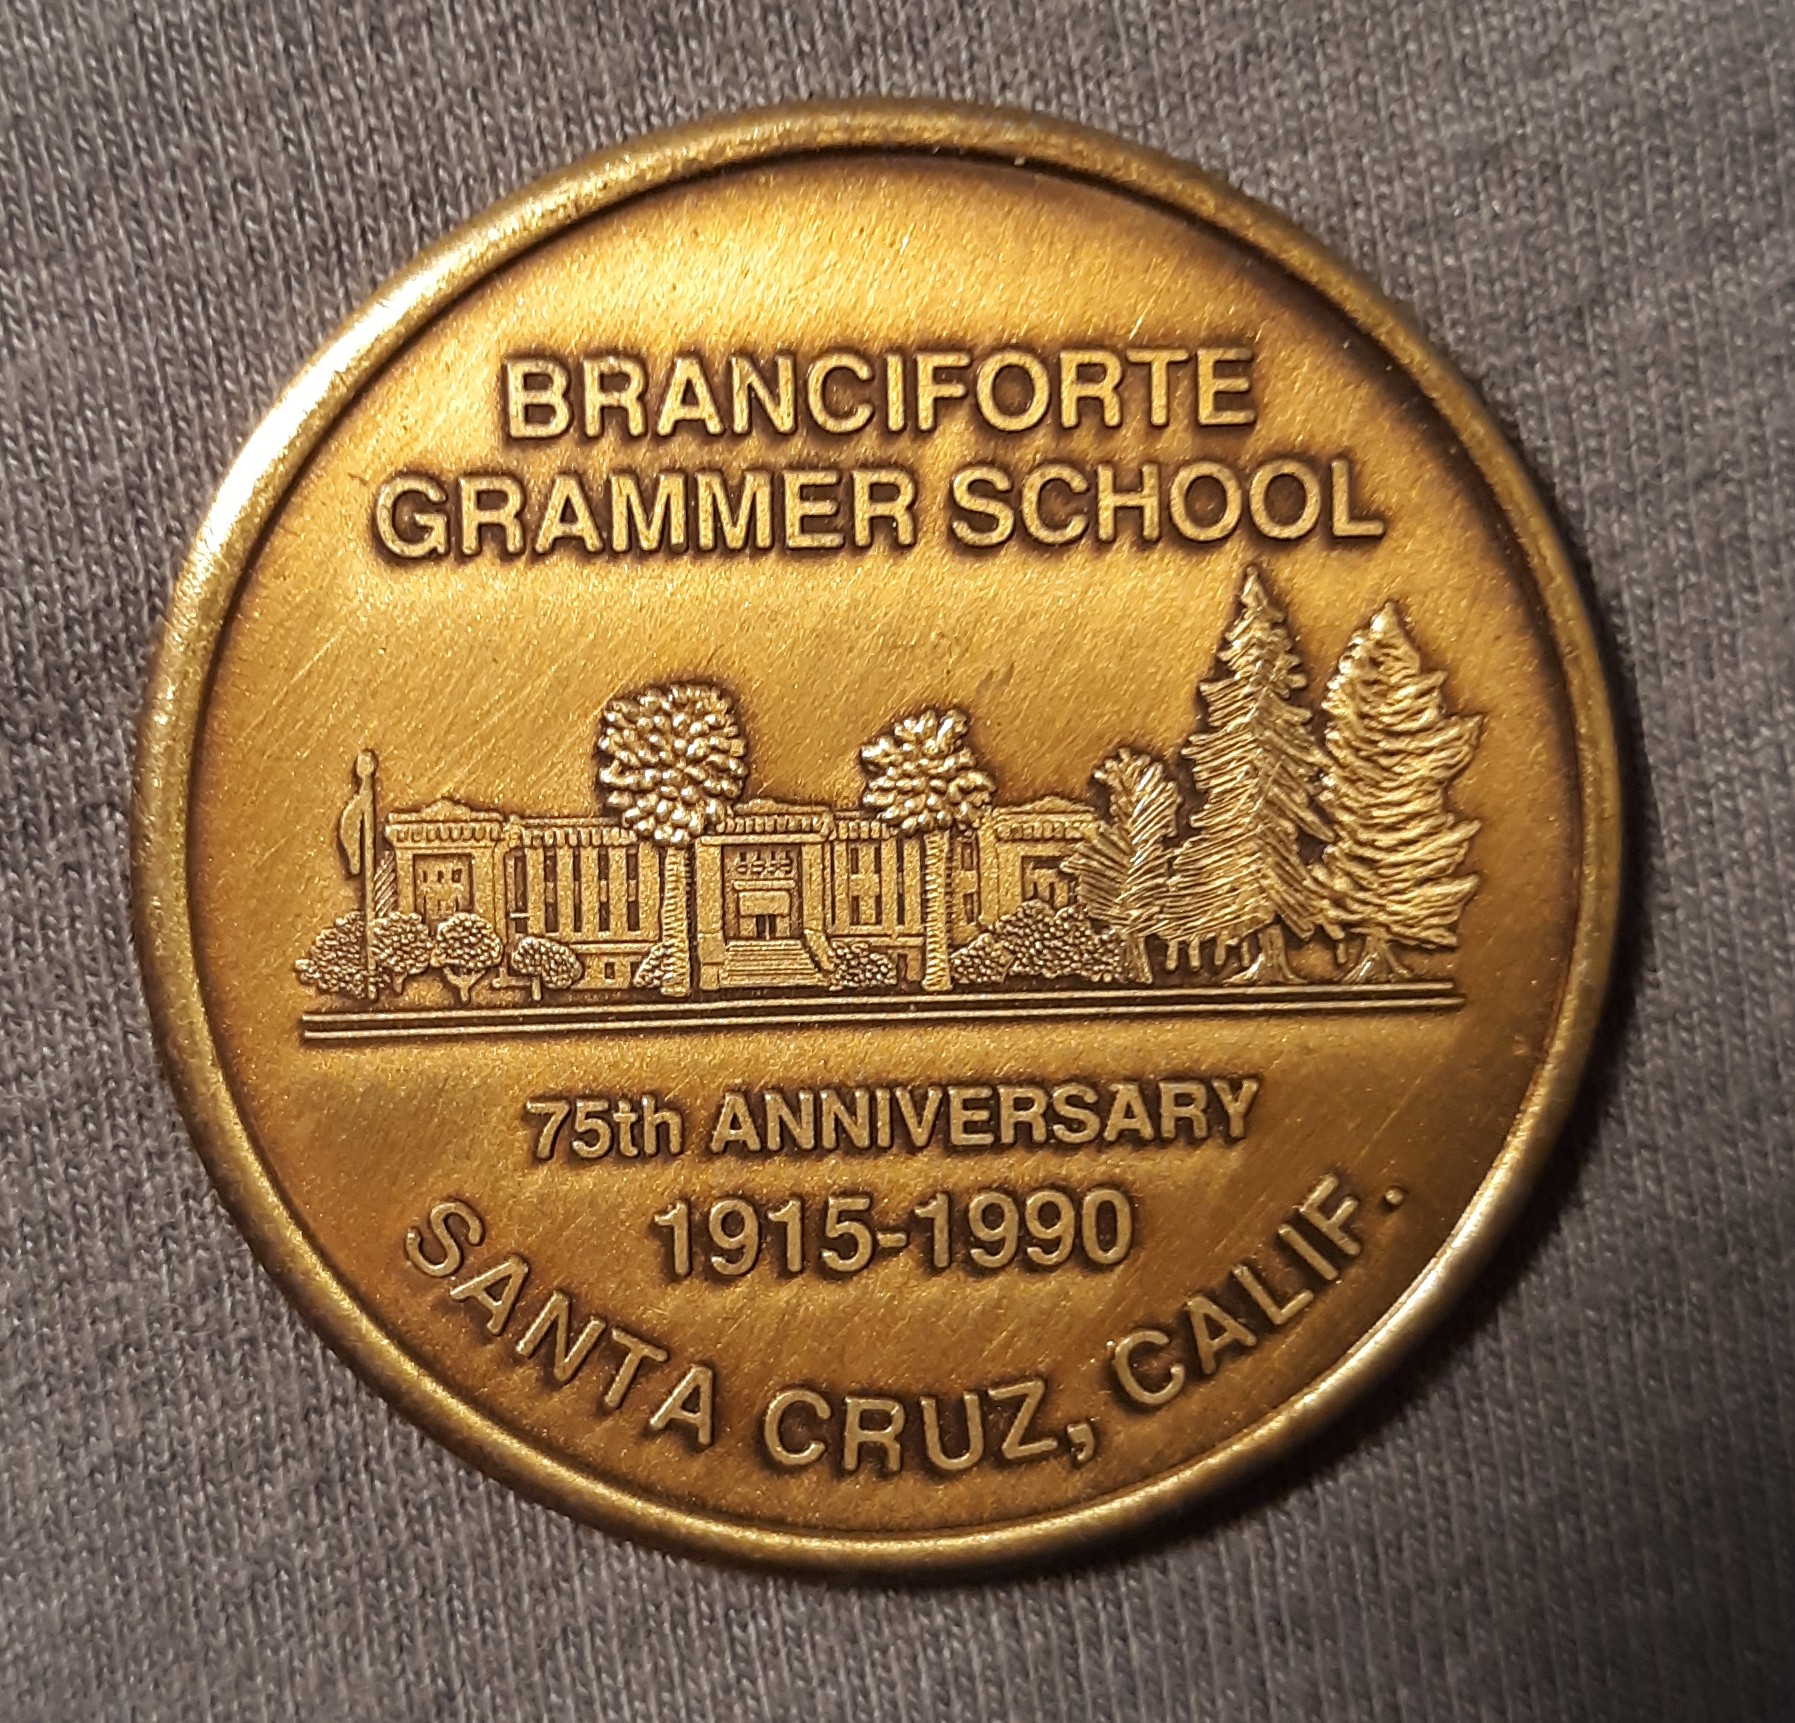 BRANCIFORTE
GRAMMER SCHOOL
75th ANNIVERSARY
1915-1990
SANTA CRUZ, CALIF.